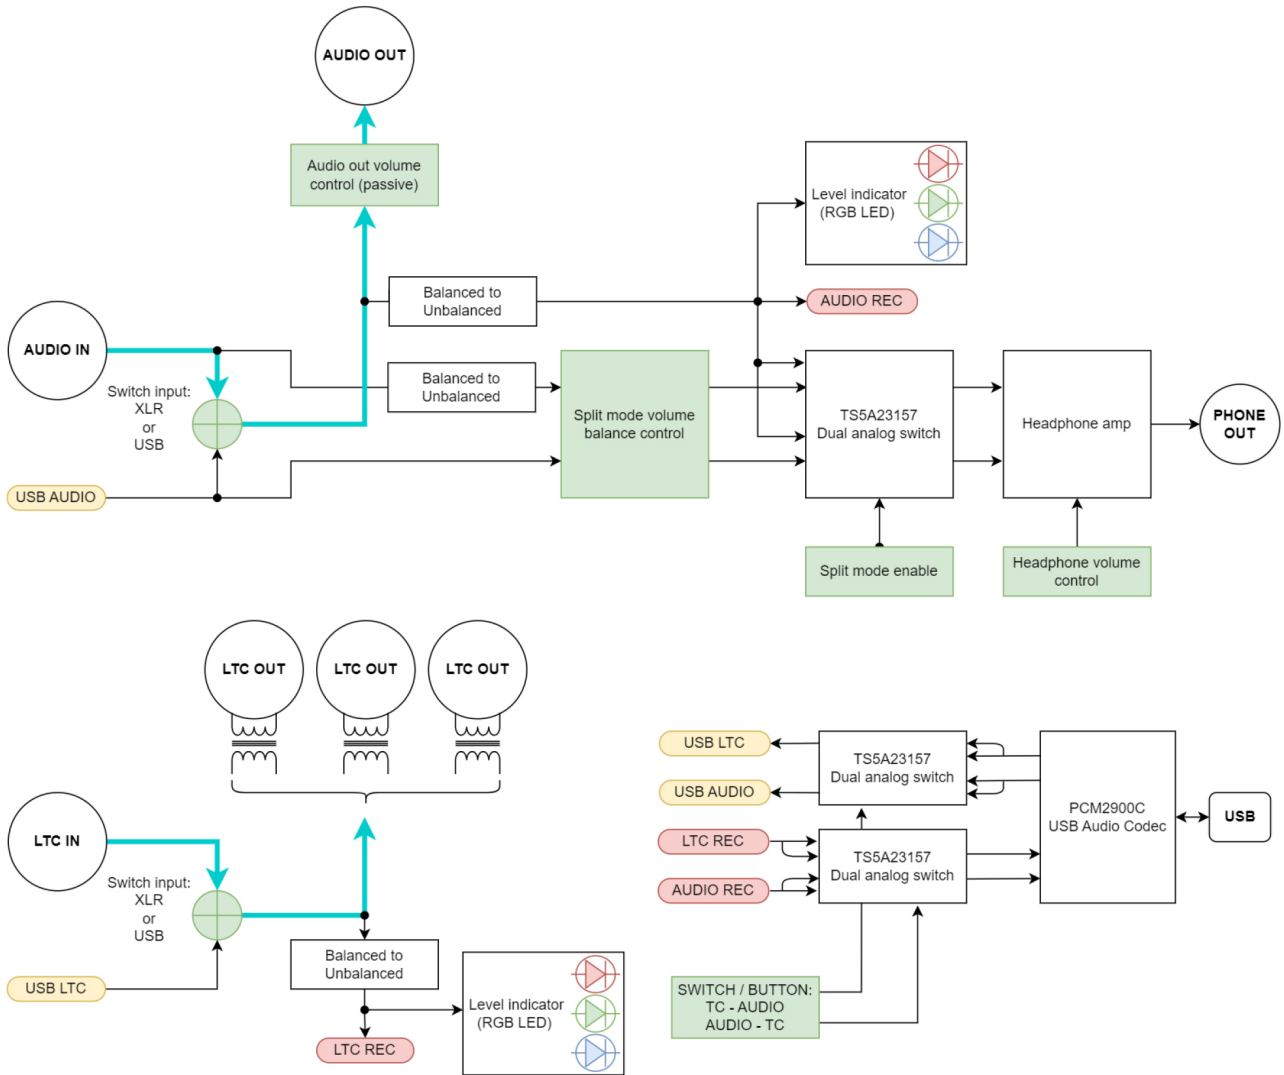 AUDIO OUT
Audio out volume
control (passive)
Level indicator
(RGB LED)
Balanced to
Unbalanced
AUDIO REC
AUDIO IN
Switch input:
XLR
or
USB
Balanced to
Unbalanced
Split mode volume
balance control
TS5A23157
Dual analog switch
Headphone amp
PHONE
OUT
USB AUDIO
Split mode enable
Headphone volume
control
LTC OUT
LTC OUT
LTC OUT
LTC IN
Switch input:
XLR
or
USB
USB LTC
Balanced to
Unbalanced
Level indicator
(RGB LED)
LTC REC
USB LTC
USB AUDIO
TS5A23157
Dual analog switch
LTC REC
AUDIO REC
TS5A23157
Dual analog switch
PCM2900C
USB Audio Codec
USB
SWITCH / BUTTON:
TC - AUDIO
AUDIO - TC